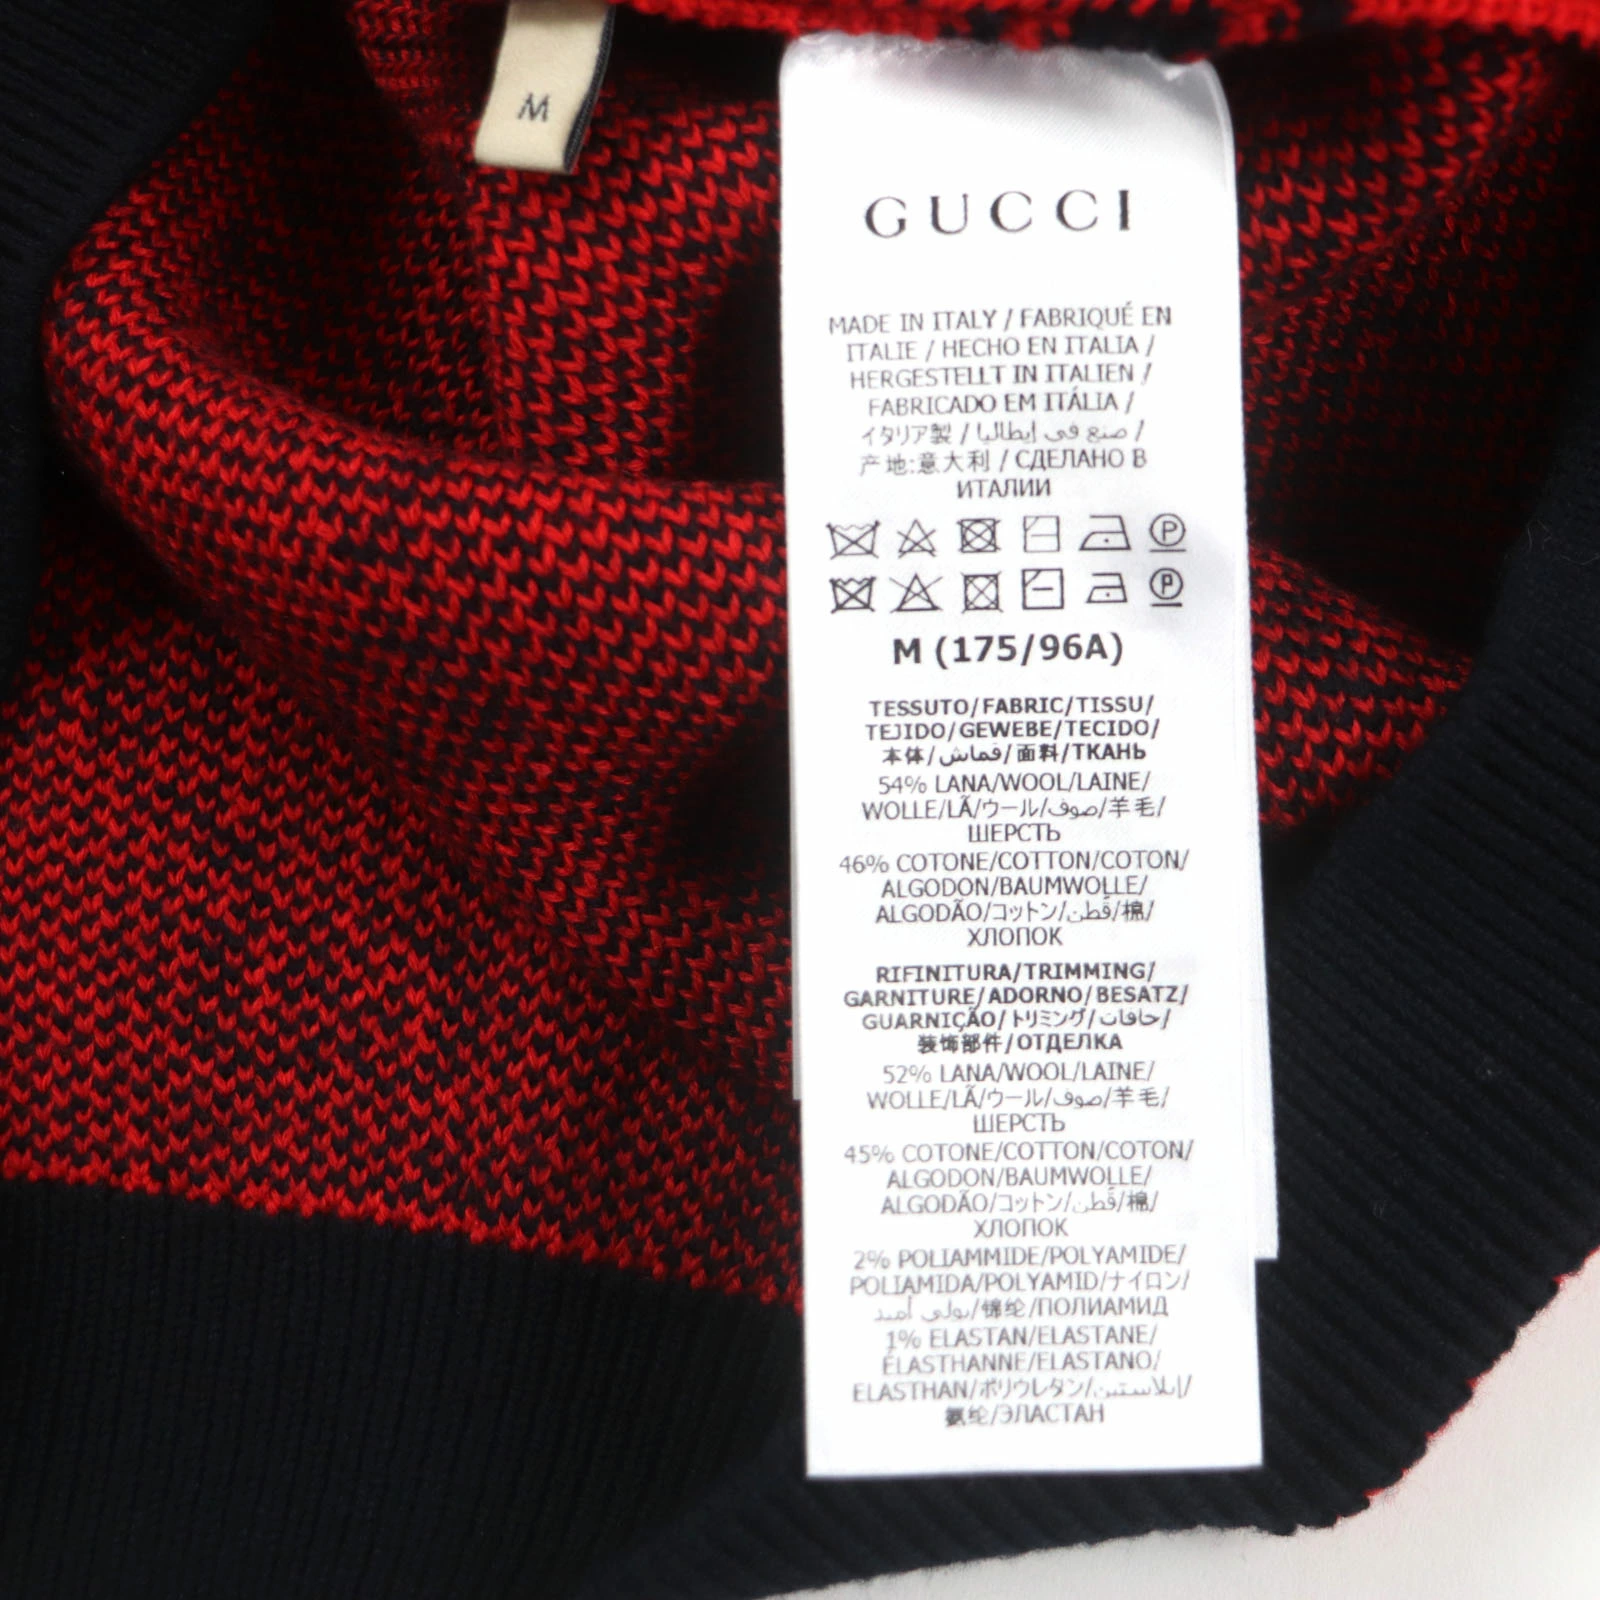 M
GUCCI
MADE IN ITALY / FABRIQUÉ EN
ITALIE / HECHO EN ITALIA /
HERGESTELLT IN ITALIEN /
FABRICADO EM ITÁLIA /
イタリア製 / صنع في إيطاليا /
产地:意大利 / СДЕЛАНО В
ИТАЛИИ
P
P
M (175/96A)
TESSUTO/FABRIC/TISSU/
TEJIDO/GEWEBE/TECIDO/
本体/قماش/面料/ТКАНЬ
54% LANA/WOOL/LAINE/
WOLLE/LÃ/ウール/صوف/羊毛/
ШЕРСТЬ
46% COTONE/COTTON/COTON/
ALGODON/BAUMWOLLE/
ALGODÃO/コットン/قطن/棉/
ХЛОПОК
RIFINITURA/TRIMMING/
GARNITURE/ADORNO/BESATZ/
GUARNIÇÃO/トリミング/حافات/
装饰部件/ОТДЕЛКА
52% LANA/WOOL/LAINE/
WOLLE/LÃ/ウール/صوف/羊毛/
ШЕРСТЬ
45% COTONE/COTTON/COTON/
ALGODON/BAUMWOLLE/
ALGODÃO/コットン/قطن/棉/
ХЛОПОК
2% POLIAMMIDE/POLYAMIDE/
POLIAMIDA/POLYAMID/ナイロン/
بولي أميد/锦纶/ПОЛИАМИД
1% ELASTAN/ELASTANE/
ÉLASTHANNE/ELASTANO/
ELASTHAN/ポリウレタン/إيلاستين/
氨纶/ЭЛАСТАН